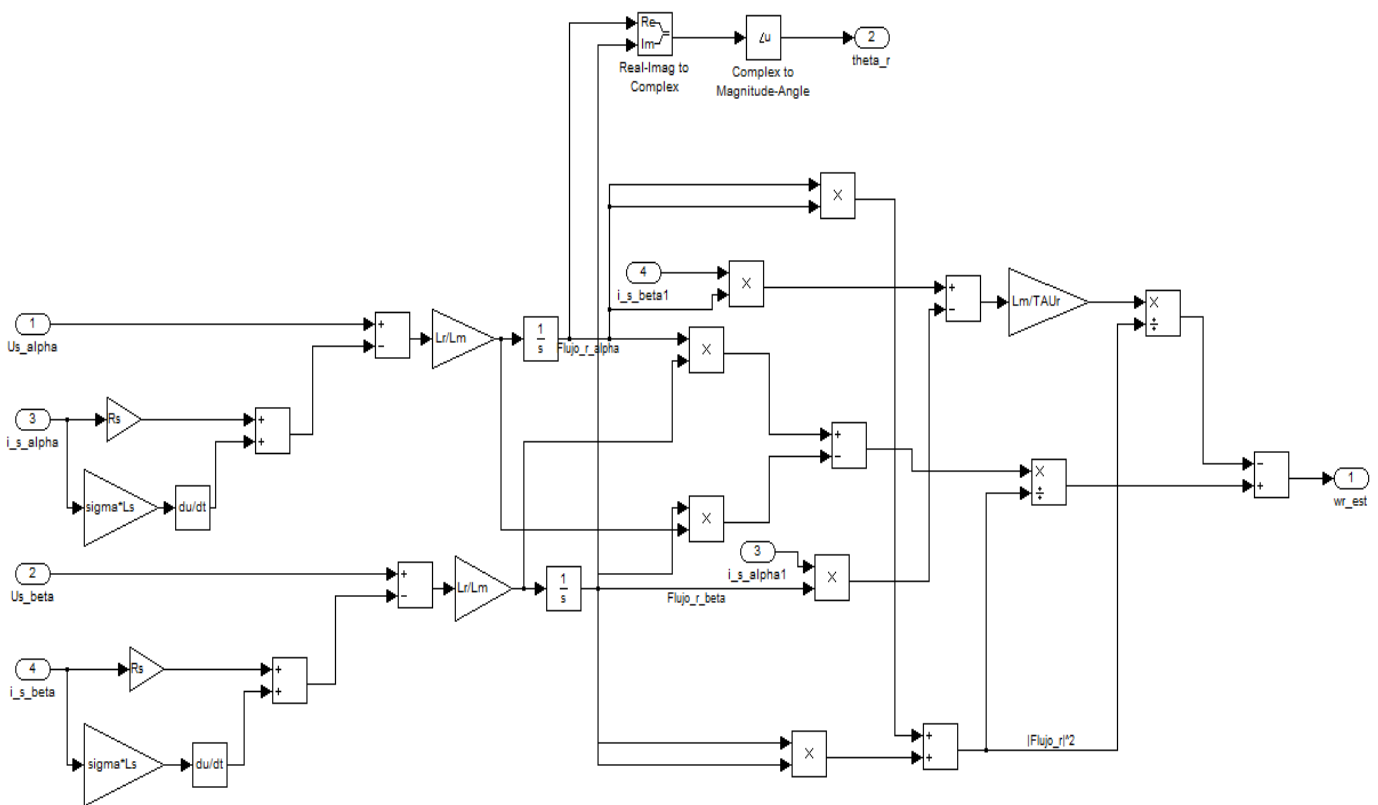 Re
Im
∠u
2
Real-Imag to
Complex
Complex to
Magnitude-Angle
theta_r
X
4
i_s_beta1
X
+
−
Lm/TAUr
X
÷
1
Us_alpha
+
−
Lr/Lm
1
s
Flujo_r_alpha
X
3
i_s_alpha
Rs
+
+
+
−
X
÷
−
+
1
wr_est
sigma*Ls
du/dt
X
2
Us_beta
+
−
Lr/Lm
1
s
3
i_s_alpha1
X
Flujo_r_beta
4
i_s_beta
Rs
+
+
sigma*Ls
du/dt
X
+
+
|Flujo_r|^2